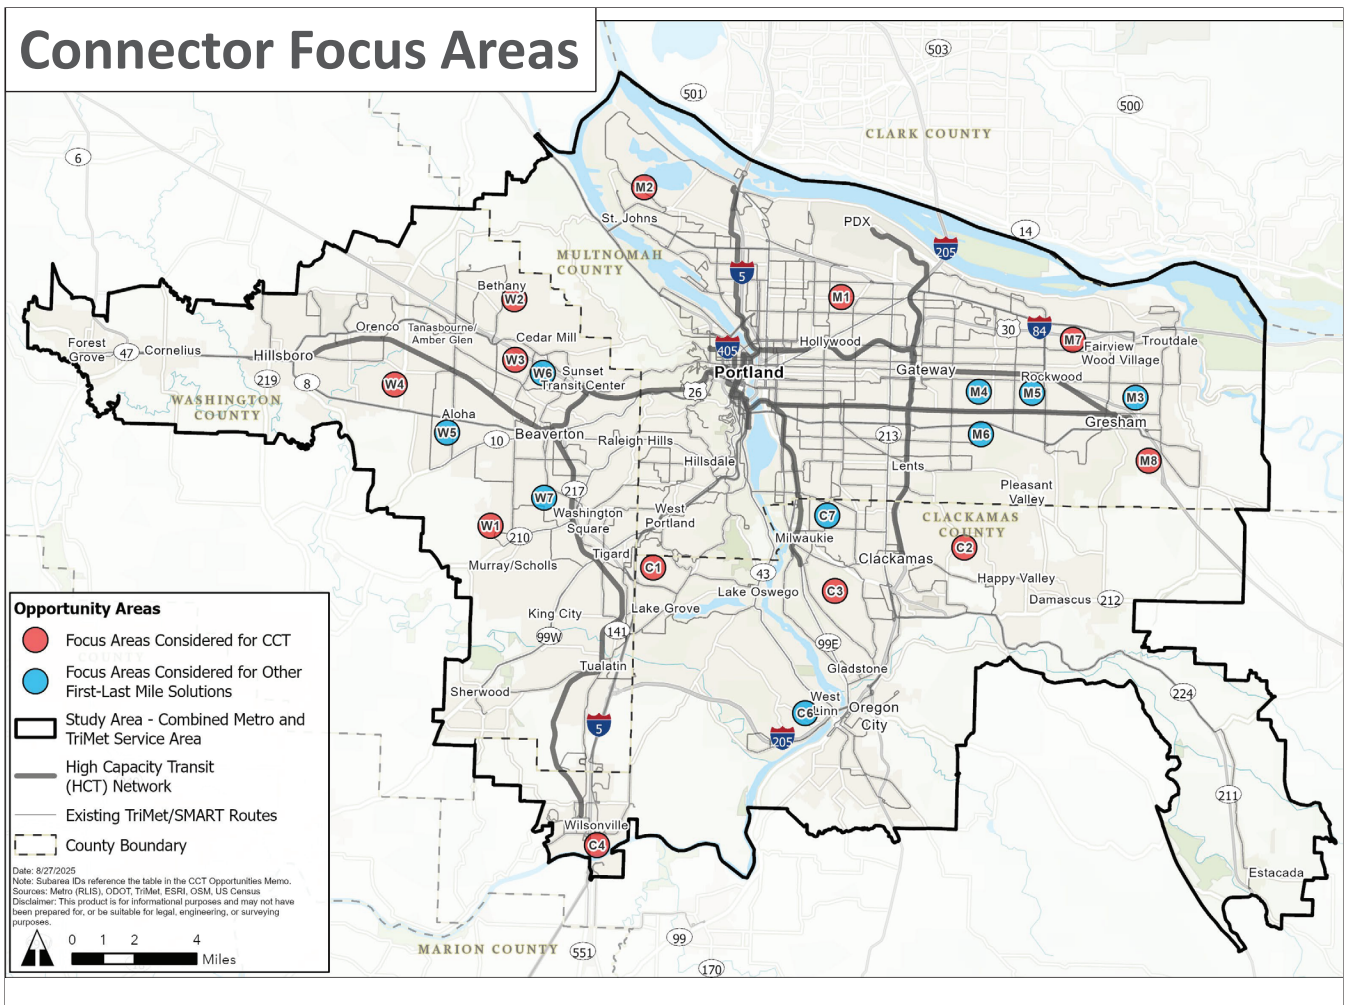 Connector Focus Areas
503
501
500
CLARK COUNTY
6
M2
St. Johns
PDX
14
205
MULTNOMAH
COUNTY
5
Bethany
W2
M1
30
84
M7
Orenco
Tanasbourne/
Amber Glen
Cedar Mill
Hollywood
Fairview
Troutdale
Wood Village
Forest
Grove
47
Cornelius
Hillsboro
405
W3
W6
Sunset
Transit Center
Portland
Gateway
Rockwood
219
8
W4
26
M4
M5
M3
WASHINGTON
COUNTY
Aloha
W5
10
Beaverton
Raleigh Hills
213
M6
Gresham
Hillsdale
Lents
M8
217
W7
Pleasant
Valley
Washington
Square
West
Portland
C7
CLACKAMAS
COUNTY
W1
210
Milwaukie
C2
Tigard
Clackamas
Murray/Scholls
C1
43
Happy Valley
Lake Oswego
C3
Damascus
212
King City
Lake Grove
99W
141
99E
Tualatin
Gladstone
Sherwood
West
Linn
C6
Oregon
City
224
5
205
211
Wilsonville
C4
Estacada
MARION COUNTY
551
99
170
Opportunity Areas
Focus Areas Considered for CCT
Focus Areas Considered for Other
First-Last Mile Solutions
Study Area - Combined Metro and
TriMet Service Area
High Capacity Transit
(HCT) Network
Existing TriMet/SMART Routes
County Boundary
Date: 8/27/2025
Note: Subarea IDs reference the table in the CCT Opportunities Memo.
Sources: Metro (RLIS), ODOT, TriMet, ESRI, OSM, US Census
Disclaimer: This product is for informational purposes and may not have
been prepared for, or be suitable for legal, engineering, or surveying
purposes.
0 1 2 4
Miles